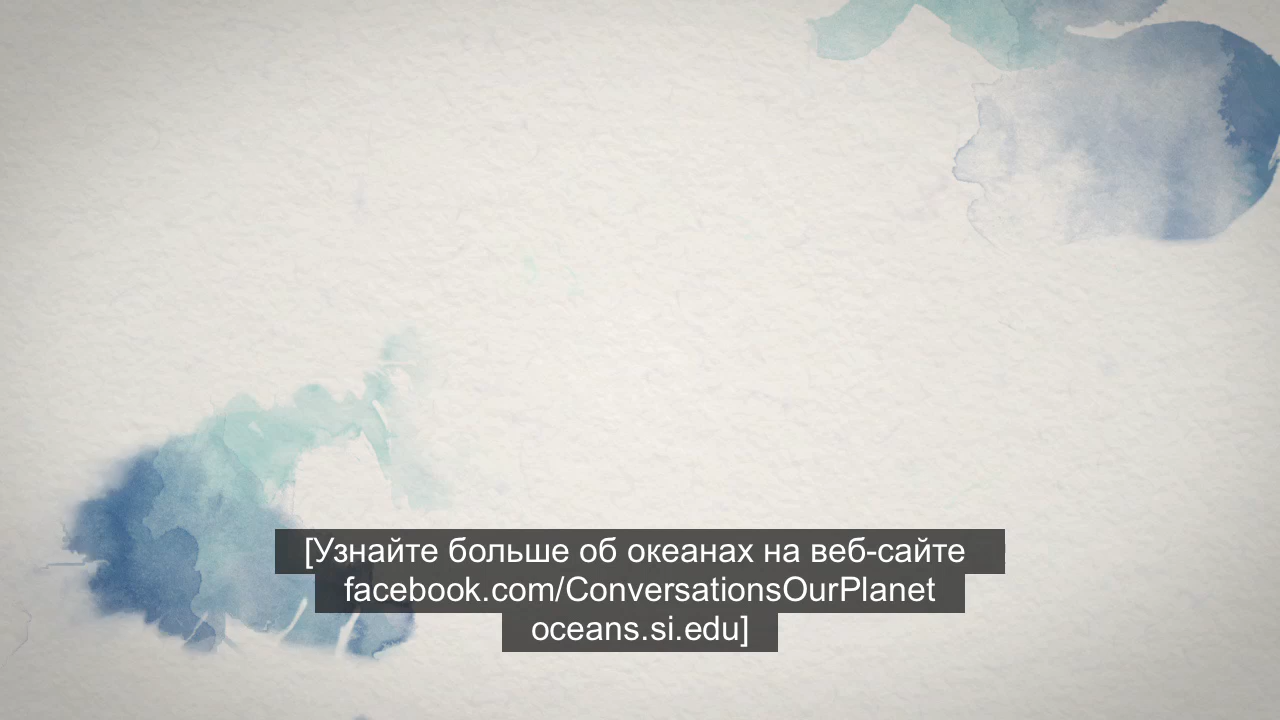 [Узнайте больше об океанах на веб-сайте
facebook.com/ConversationsOurPlanet
oceans.si.edu]